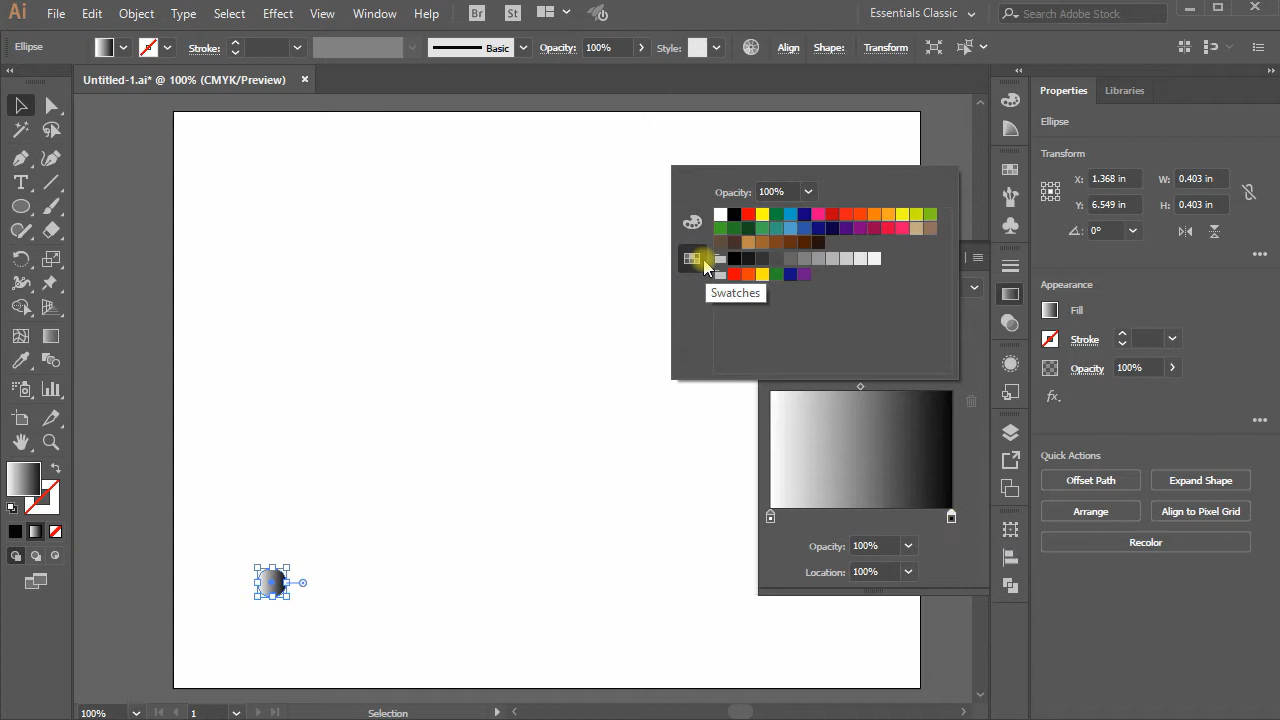 Ai File Edit Object Type Select Effect View Window Help Br St Essentials Classic Search Adobe Stock
Ellipse Stroke: Basic Opacity: 100% Style: Align Shape: Transform
Untitled-1.ai* @ 100% (CMYK/Preview)
Properties Libraries
Ellipse
Transform
X: 1.368 in W: 0.403 in
Y: 6.549 in H: 0.403 in
0°
Appearance
Fill
Stroke
Opacity 100%
fx.
Quick Actions
Offset Path Expand Shape
Arrange Align to Pixel Grid
Recolor
Opacity: 100%
Swatches
Opacity: 100%
Location: 100%
100% 1 Selection